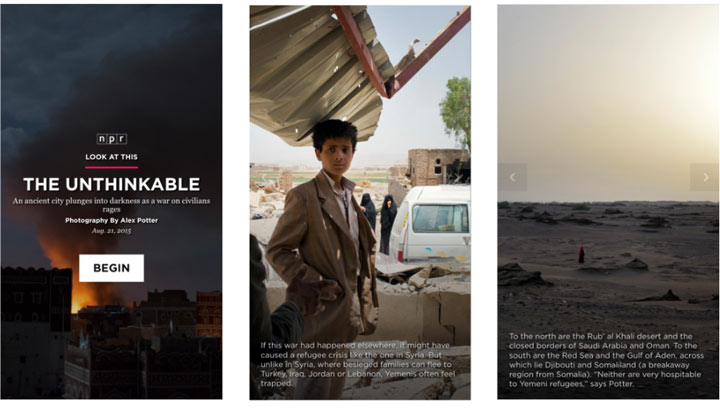 npr
LOOK AT THIS
THE UNTHINKABLE
An ancient city plunges into darkness as a war on civilians
rages
Photography By Alex Potter
Aug. 21, 2015
BEGIN
If this war had happened elsewhere, it might have
caused a refugee crisis like the one in Syria. But
unlike in Syria, where besieged families can flee to
Turkey, Iraq, Jordan or Lebanon, Yemenis often feel
trapped.
To the north are the Rub' al Khali desert and the
closed borders of Saudi Arabia and Oman. To the
south are the Red Sea and the Gulf of Aden, across
which lie Djibouti and Somaliland (a breakaway
region from Somalia). “Neither are very hospitable
to Yemeni refugees,” says Potter.